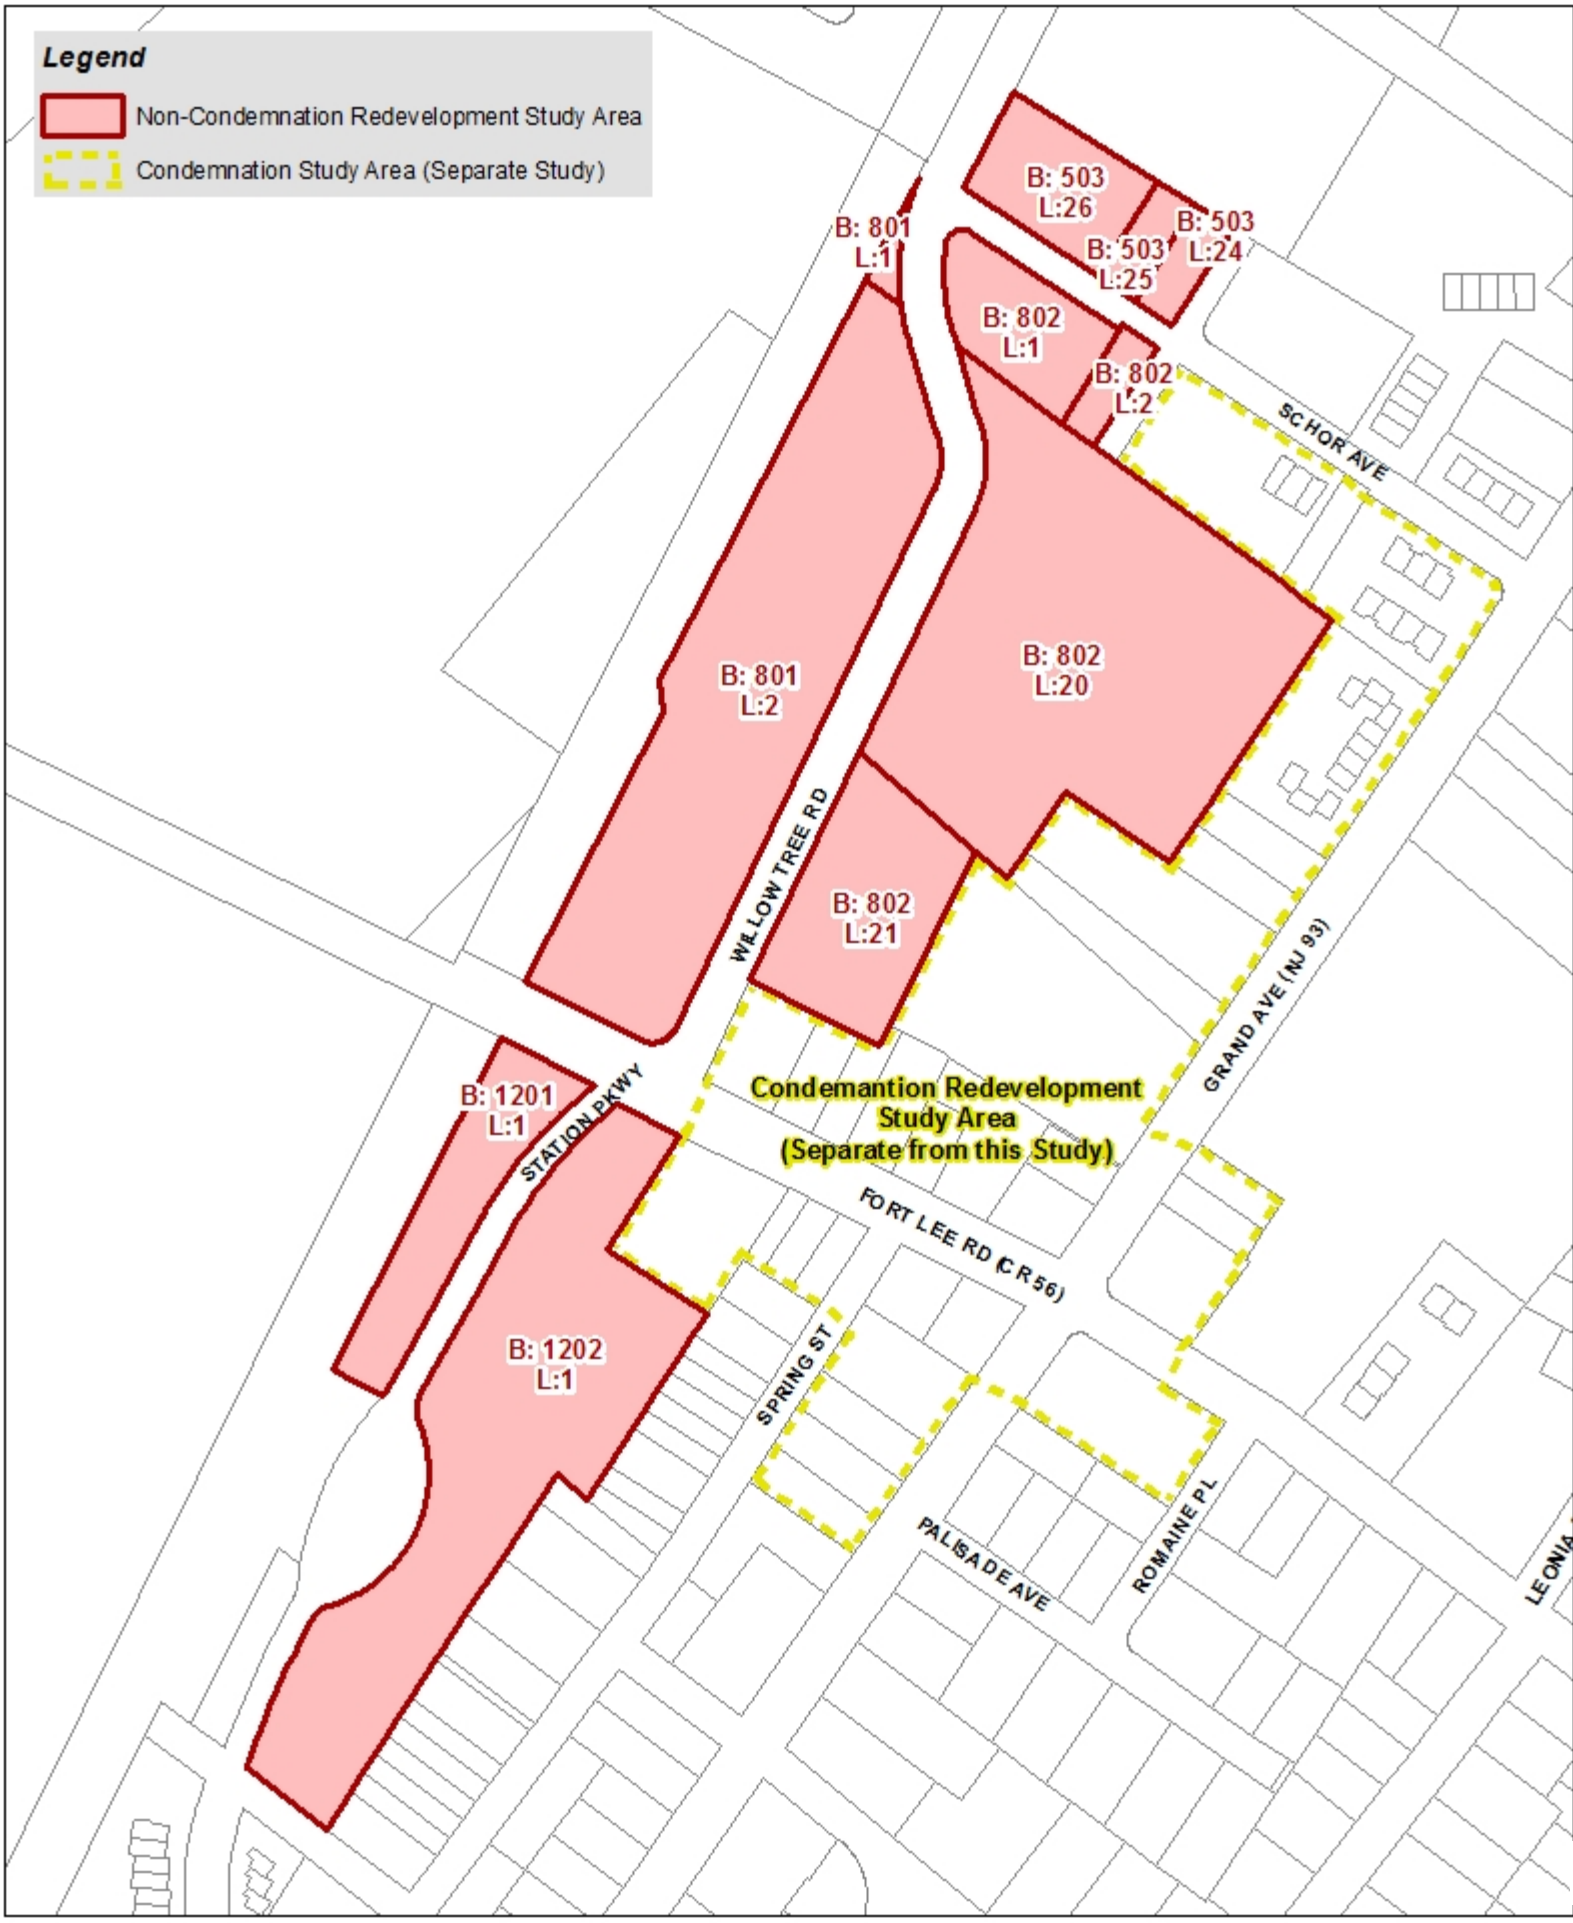 Legend
Non-Condemnation Redevelopment Study Area
Condemnation Study Area (Separate Study)
B: 503
L:26
B: 503
L:24
B: 503
L:25
B: 801
L:1
B: 802
L:1
B: 802
L:2
SCHOR AVE
B: 801
L:2
B: 802
L:20
WILLOW TREE RD
B: 802
L:21
GRAND AVE (NJ 93)
Condemantion Redevelopment
Study Area
(Separate from this Study)
B: 1201
L:1
STATION PKWY
FORT LEE RD (CR 56)
B: 1202
L:1
SPRING ST
PALISADE AVE
ROMAINE PL
LEONIA